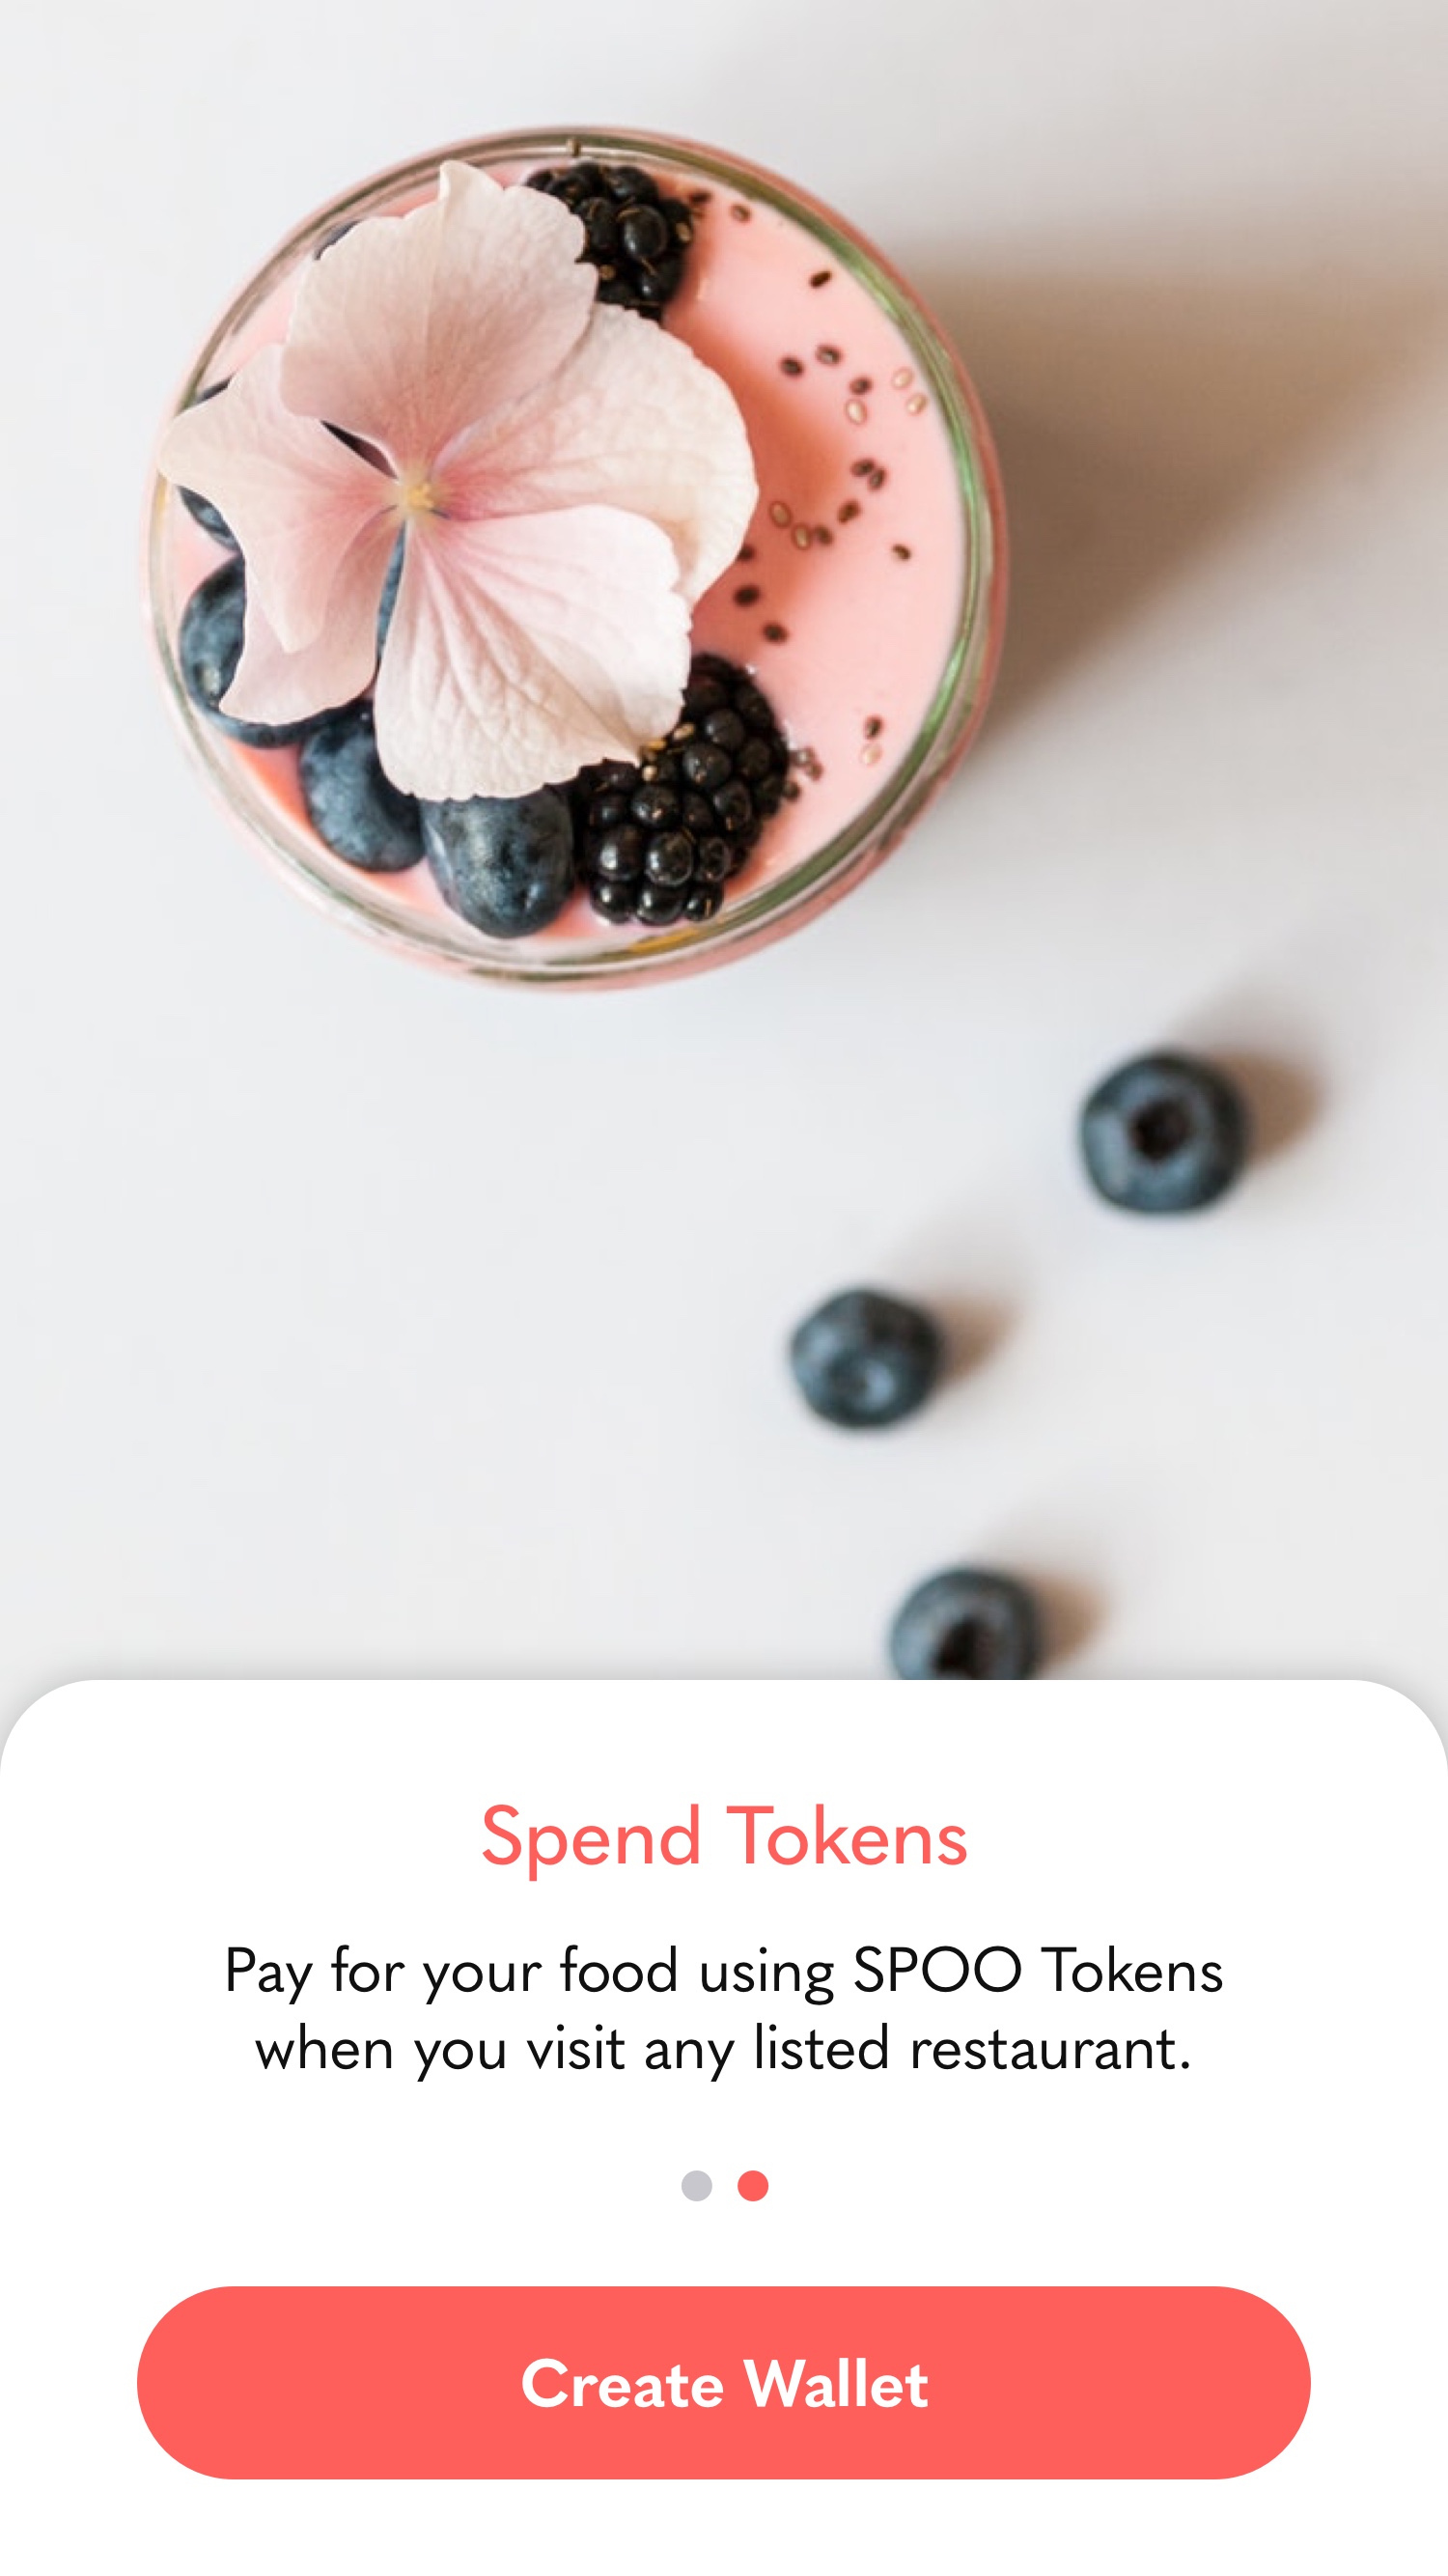 Spend Tokens
Pay for your food using SPOO Tokens
when you visit any listed restaurant.
Create Wallet